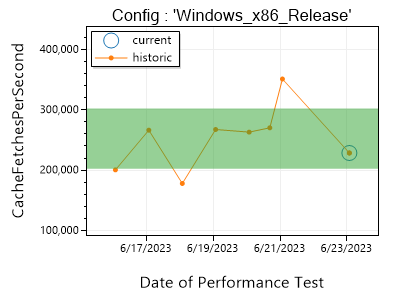 Config : 'Windows_x86_Release'
current
historic
400,000
300,000
200,000
100,000
CacheFetchesPerSecond
6/17/2023
6/19/2023
6/21/2023
6/23/2023
Date of Performance Test